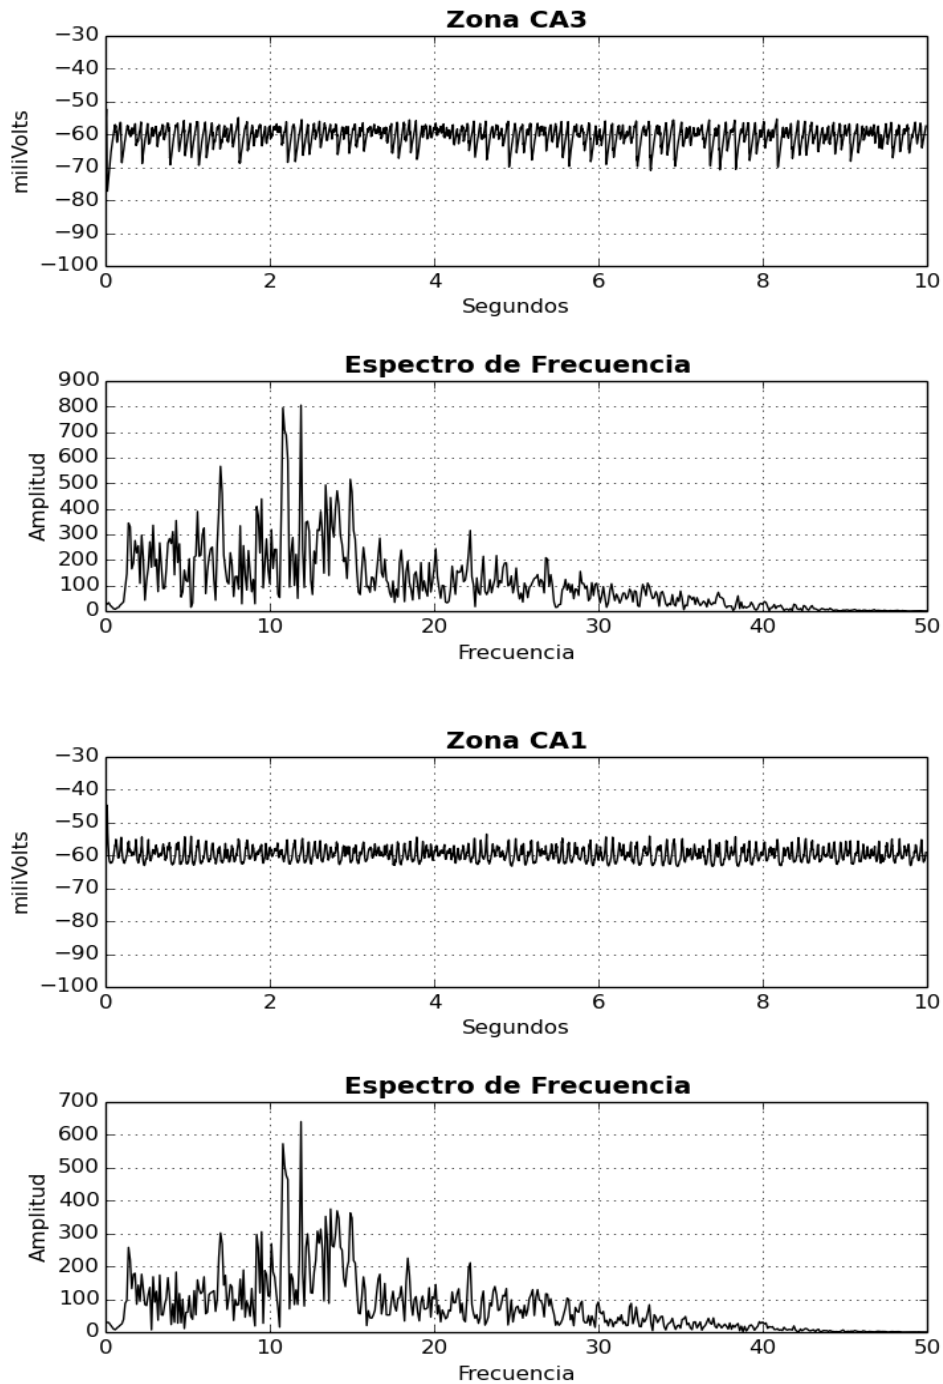 Zona CA3
−30
−40
−50
−60
−70
−80
−90
−100
miliVolts
0 2 4 6 8 10
Segundos
Espectro de Frecuencia
900
800
700
600
500
400
300
200
100
0
Amplitud
0 10 20 30 40 50
Frecuencia
Zona CA1
−30
−40
−50
−60
−70
−80
−90
−100
miliVolts
0 2 4 6 8 10
Segundos
Espectro de Frecuencia
700
600
500
400
300
200
100
0
Amplitud
0 10 20 30 40 50
Frecuencia